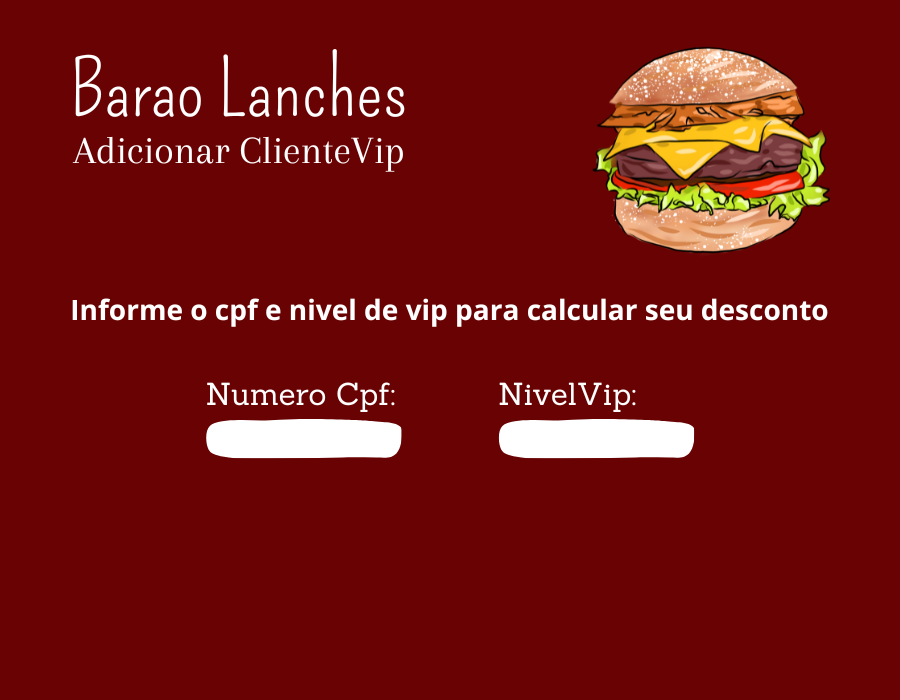 Barao Lanches
Adicionar ClienteVip
Informe o cpf e nivel de vip para calcular seu desconto
Numero Cpf:
NivelVip: